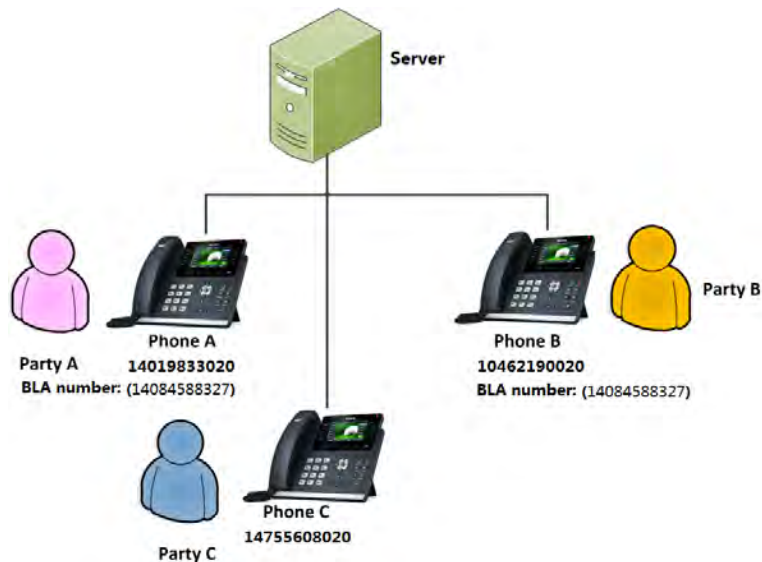 Server
Phone A
Party A
14019833020
BLA number: (14084588327)
Phone B
Party B
10462190020
BLA number: (14084588327)
Phone C
14755608020
Party C